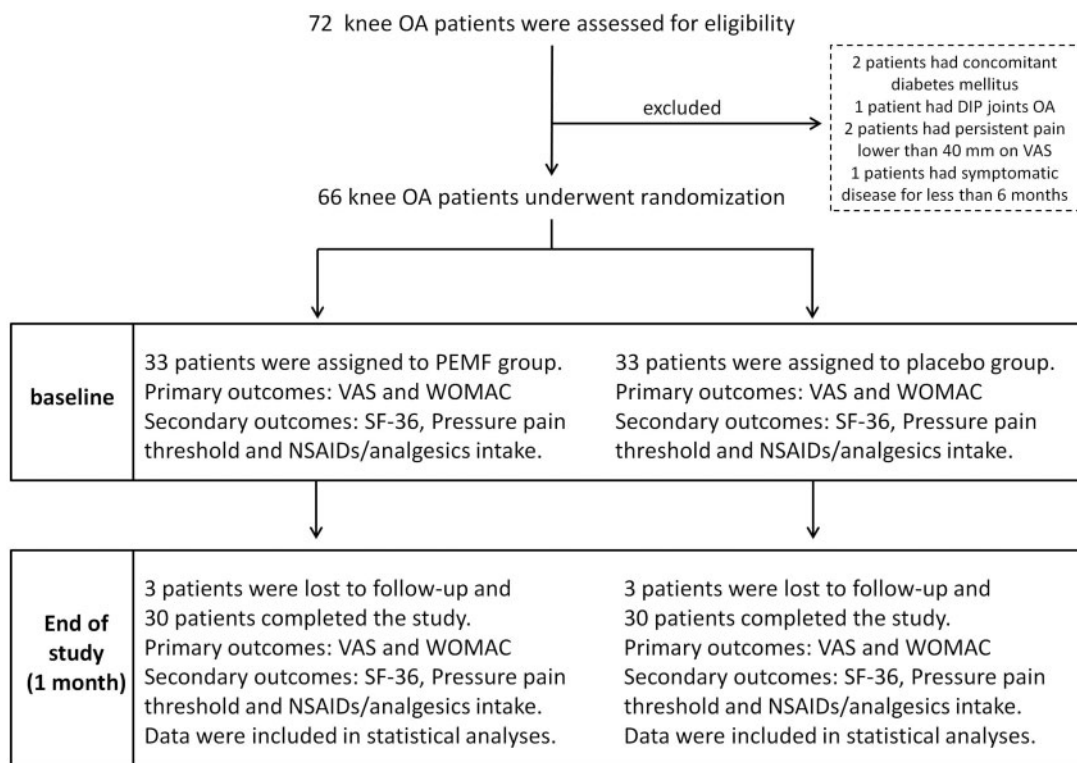 72 knee OA patients were assessed for eligibility
excluded
2 patients had concomitant
diabetes mellitus
1 patient had DIP joints OA
2 patients had persistent pain
lower than 40 mm on VAS
1 patients had symptomatic
disease for less than 6 months
66 knee OA patients underwent randomization
baseline
33 patients were assigned to PEMF group.
Primary outcomes: VAS and WOMAC
Secondary outcomes: SF-36, Pressure pain
threshold and NSAIDs/analgesics intake.
33 patients were assigned to placebo group.
Primary outcomes: VAS and WOMAC
Secondary outcomes: SF-36, Pressure pain
threshold and NSAIDs/analgesics intake.
End of
study
(1 month)
3 patients were lost to follow-up and
30 patients completed the study.
Primary outcomes: VAS and WOMAC
Secondary outcomes: SF-36, Pressure pain
threshold and NSAIDs/analgesics intake.
Data were included in statistical analyses.
3 patients were lost to follow-up and
30 patients completed the study.
Primary outcomes: VAS and WOMAC
Secondary outcomes: SF-36, Pressure pain
threshold and NSAIDs/analgesics intake.
Data were included in statistical analyses.